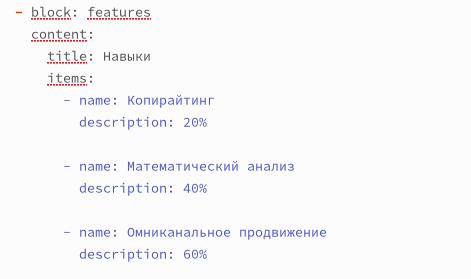 - block: features
content:
title: Навыки
items:
- name: Копирайтинг
description: 20%
- name: Математический анализ
description: 40%
- name: Омниканальное продвижение
description: 60%